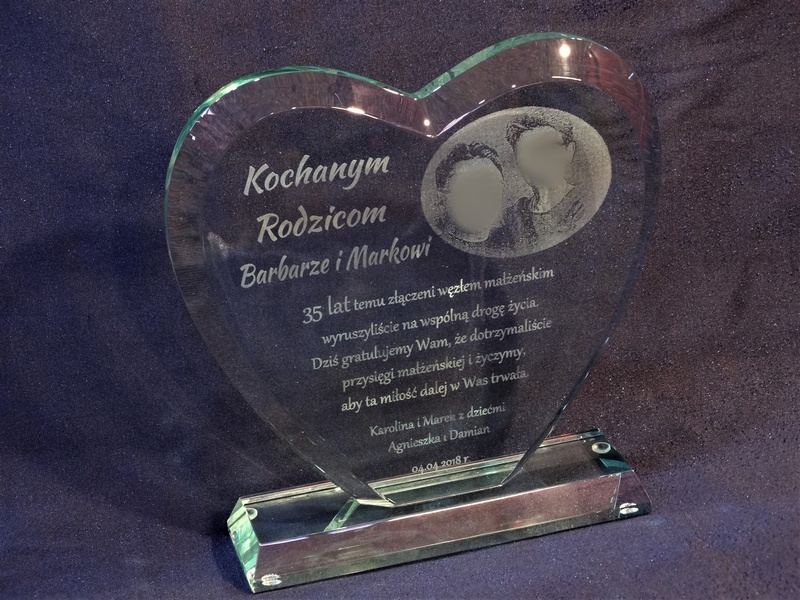 Kochanym
Rodzicom
Barbarze i Markowi
35 lat temu złączeni węzłem małżeńskim
wyruszyliście na wspólną drogę życia.
Dziś gratulujemy Wam, że dotrzymaliście
przysięgi małżeńskiej i życzymy,
aby ta miłość dalej w Was trwała.
Karolina i Marek z dziećmi
Agnieszka i Damian
04.04.2018 r.